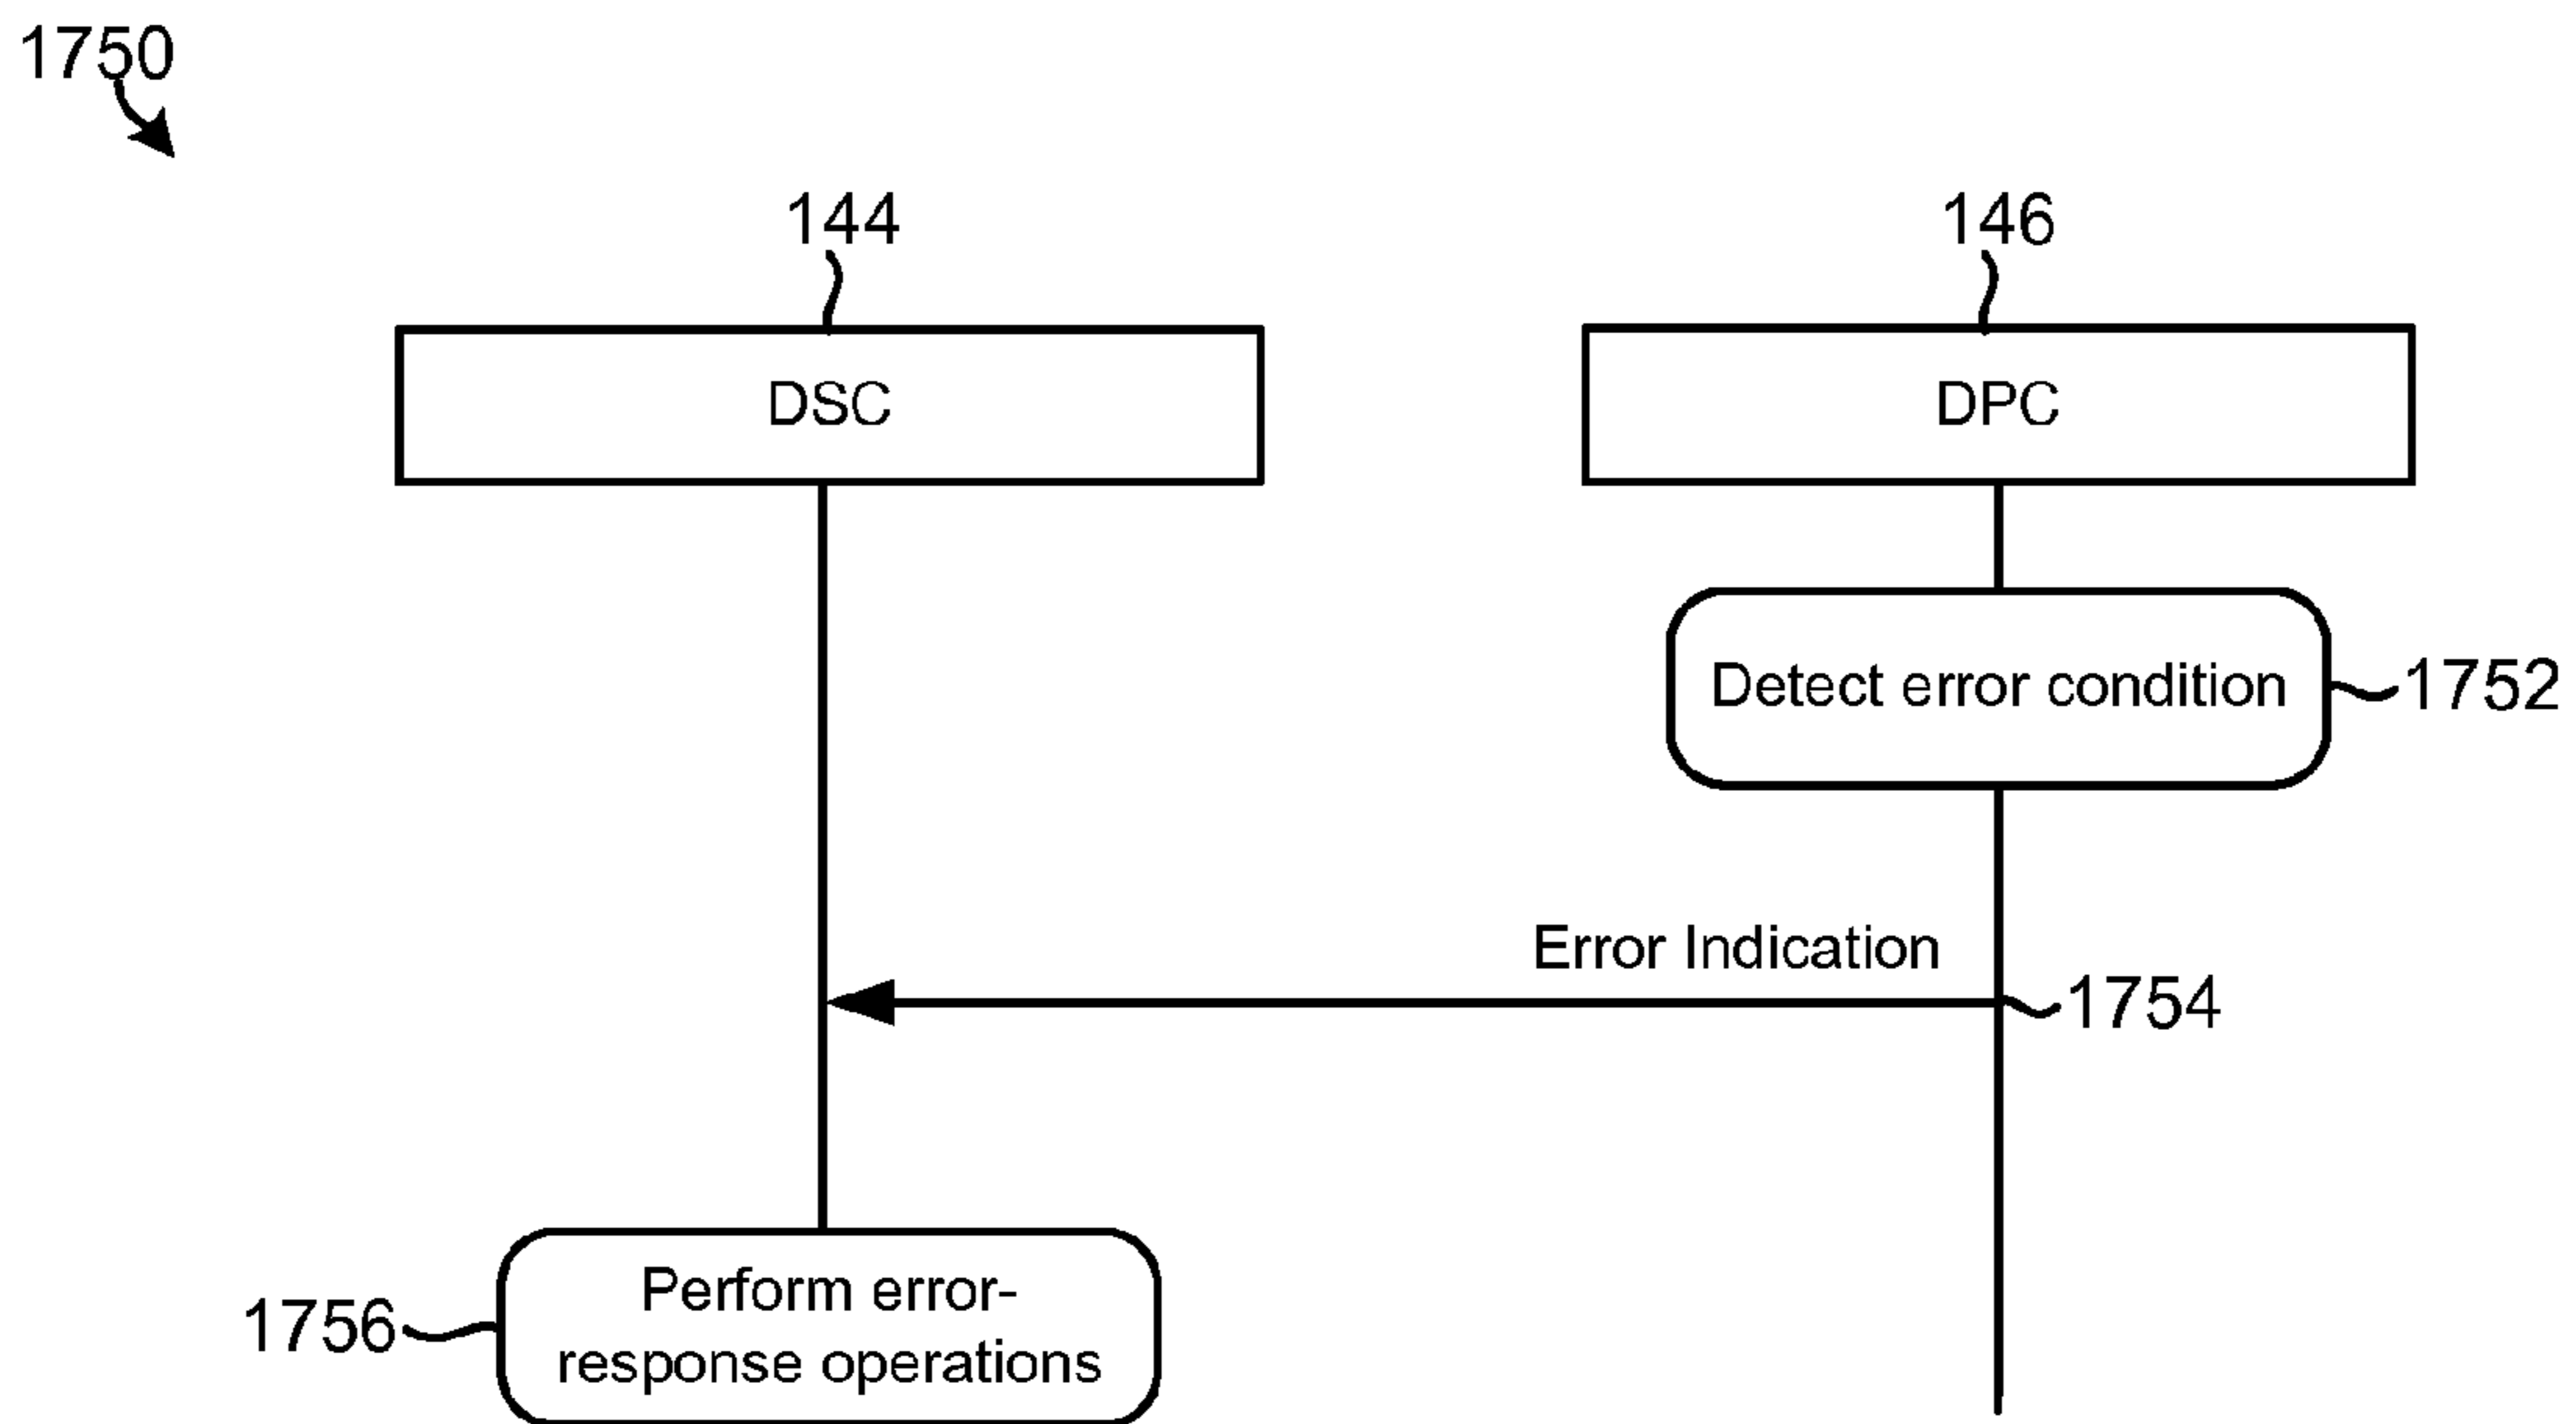 1750
144
146
DSC
DPC
Detect error condition
1752
Error Indication
1754
Perform error-
response operations
1756